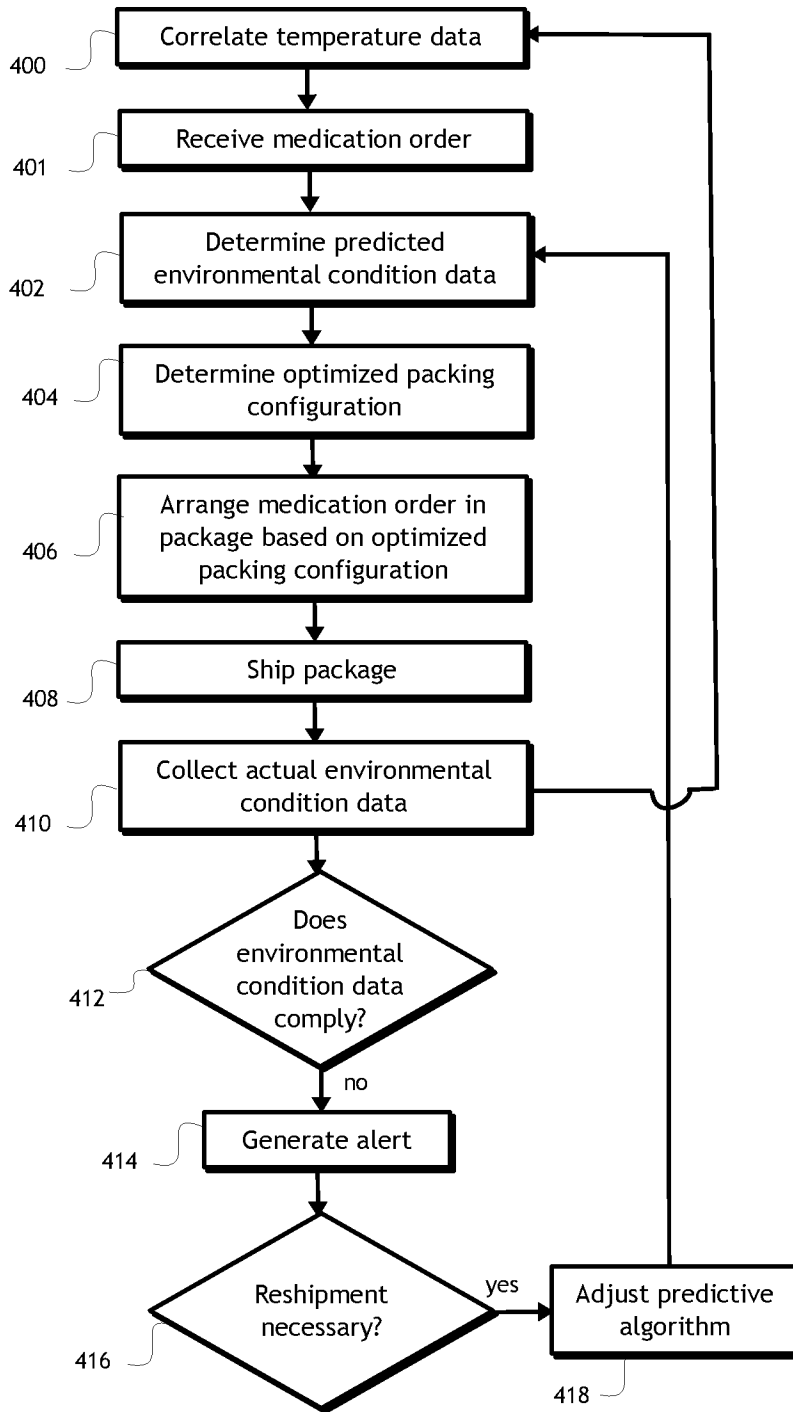 Correlate temperature data
400
Receive medication order
401
Determine predicted
environmental condition data
402
Determine optimized packing
configuration
404
Arrange medication order in
package based on optimized
packing configuration
406
Ship package
408
Collect actual environmental
condition data
410
Does
environmental
condition data
comply?
412
no
Generate alert
414
Reshipment
necessary?
416
yes
Adjust predictive
algorithm
418